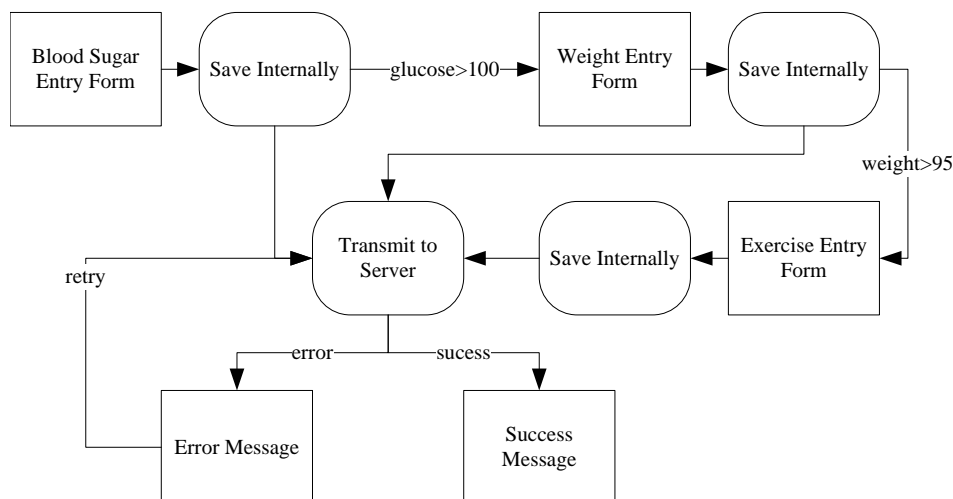 Blood Sugar
Entry Form
Save Internally
glucose>100
Weight Entry
Form
Save Internally
weight>95
Transmit to
Server
Save Internally
Exercise Entry
Form
retry
error
sucess
Error Message
Success
Message